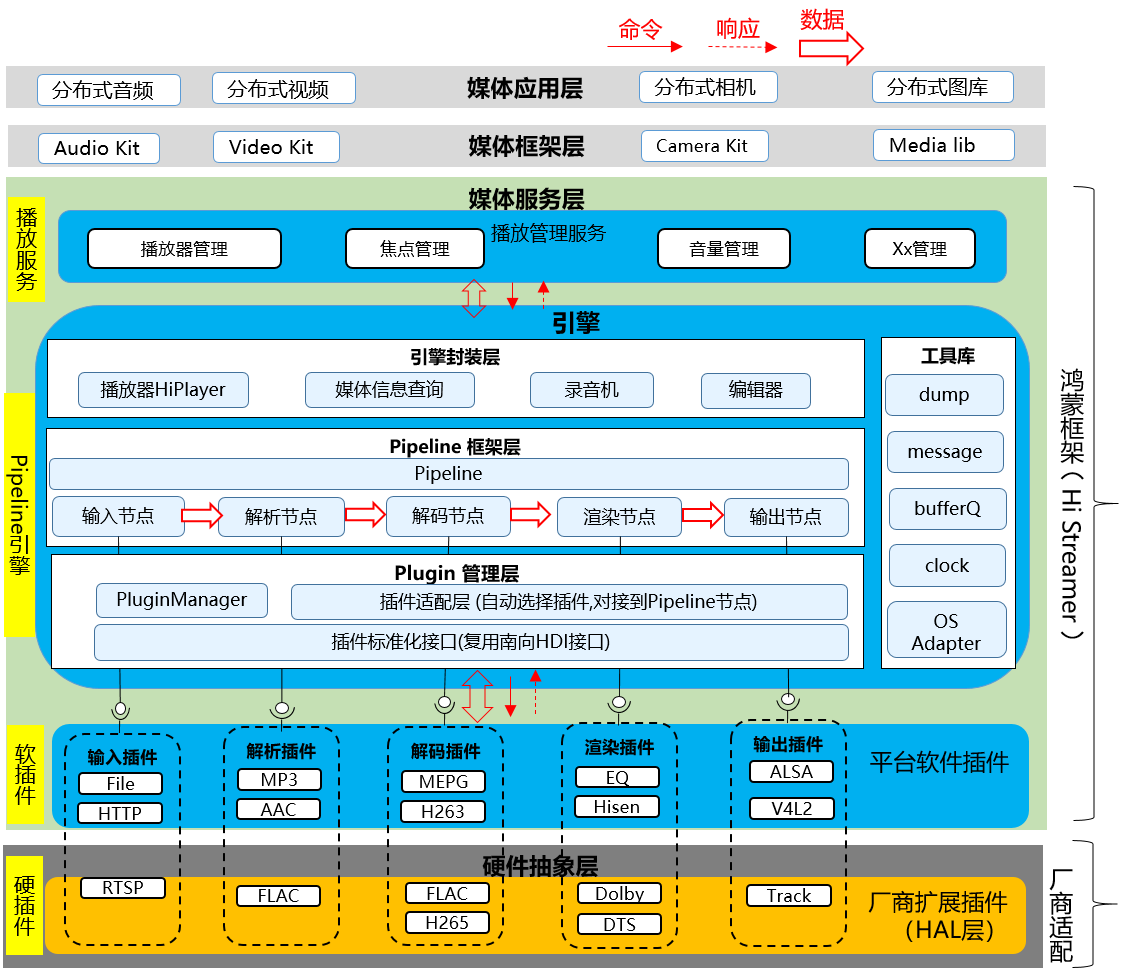 命令
响应
数据
分布式音频
分布式视频
媒体应用层
分布式相机
分布式图库
Audio Kit
Video Kit
媒体框架层
Camera Kit
Media lib
媒体服务层
播放服务
播放器管理
焦点管理
播放管理服务
音量管理
Xx管理
引擎
引擎封装层
播放器HiPlayer
媒体信息查询
录音机
编辑器
工具库
dump
message
bufferQ
clock
OS
Adapter
Pipeline引擎
Pipeline 框架层
Pipeline
输入节点
解析节点
解码节点
渲染节点
输出节点
Plugin 管理层
PluginManager
插件适配层 (自动选择插件,对接到Pipeline节点)
插件标准化接口(复用南向HDI接口)
鸿蒙框架（Hi Streamer）
软插件
输入插件
File
HTTP
解析插件
MP3
AAC
解码插件
MEPG
H263
渲染插件
EQ
Hisen
输出插件
ALSA
V4L2
平台软件插件
硬件抽象层
硬插件
RTSP
FLAC
FLAC
H265
Dolby
DTS
Track
厂商扩展插件
（HAL层）
厂商适配